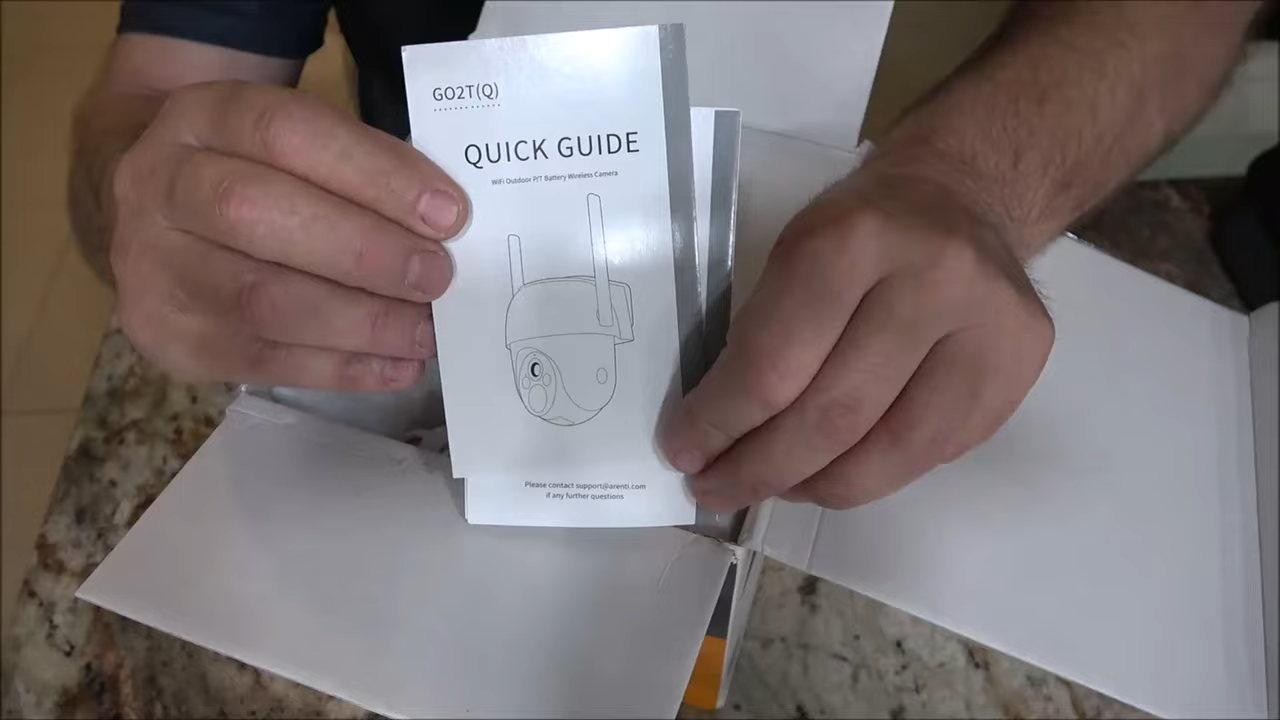 GO2T(Q)
QUICK GUIDE
WiFi Outdoor P/T Battery Wireless Camera
Please contact support@arenti.com
if any further questions